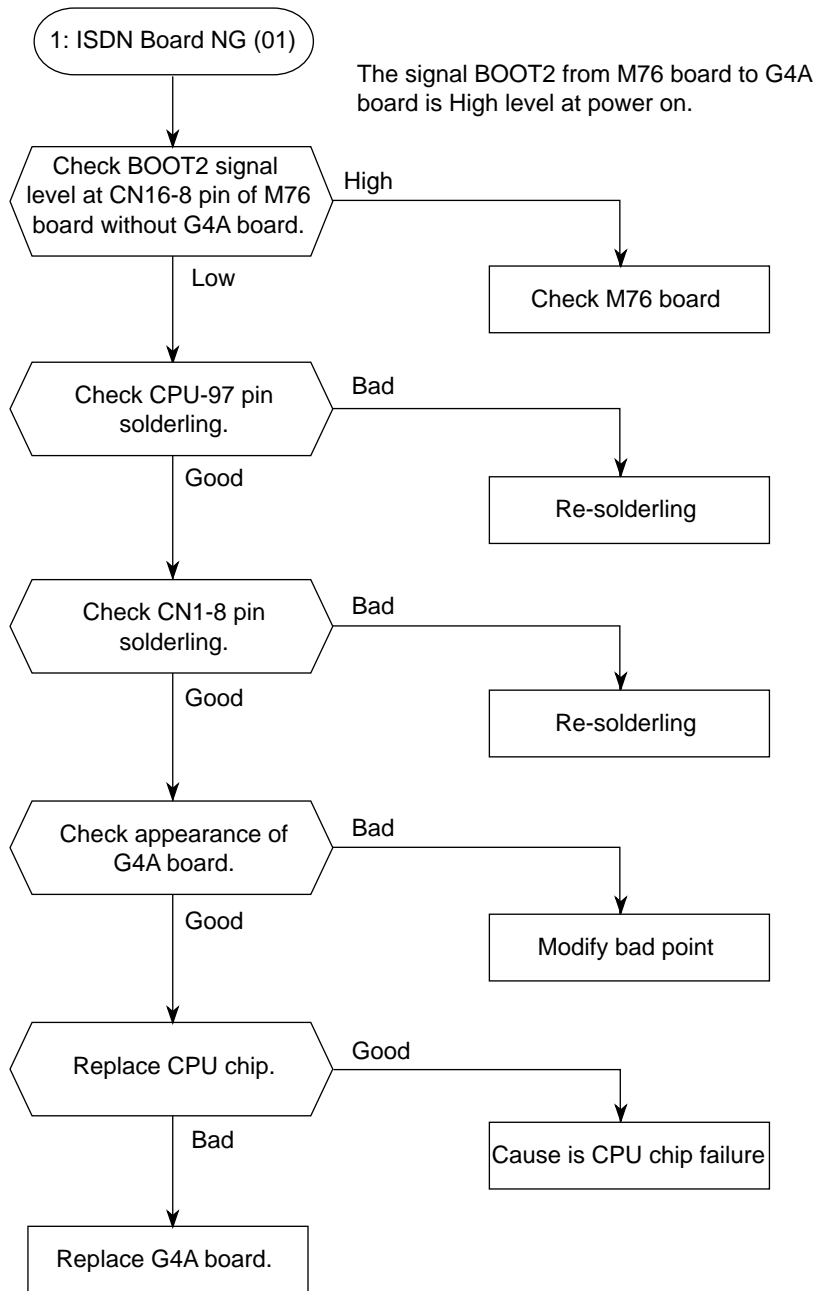 1: ISDN Board NG (01)
The signal BOOT2 from M76 board to G4A
board is High level at power on.
Check BOOT2 signal
level at CN16-8 pin of M76
board without G4A board.
High
Low
Check M76 board
Check CPU-97 pin
solderling.
Bad
Good
Re-solderling
Check CN1-8 pin
solderling.
Bad
Good
Re-solderling
Check appearance of
G4A board.
Bad
Good
Modify bad point
Replace CPU chip.
Good
Bad
Cause is CPU chip failure
Replace G4A board.